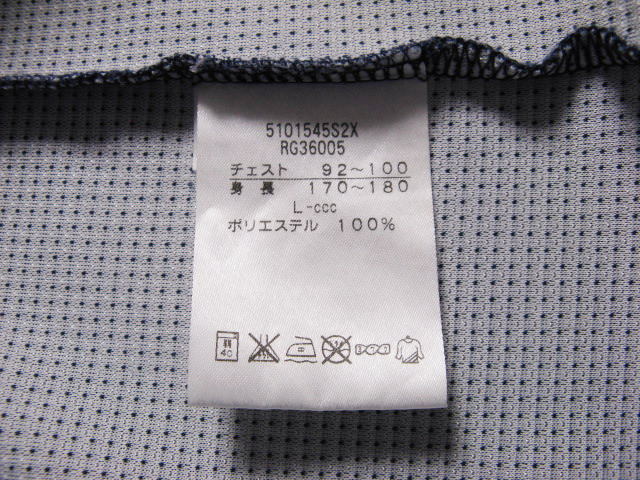 5101545S2X
RG36005
チェスト 92～100
身長 170～180
L-ccc
ポリエステル 100%
40